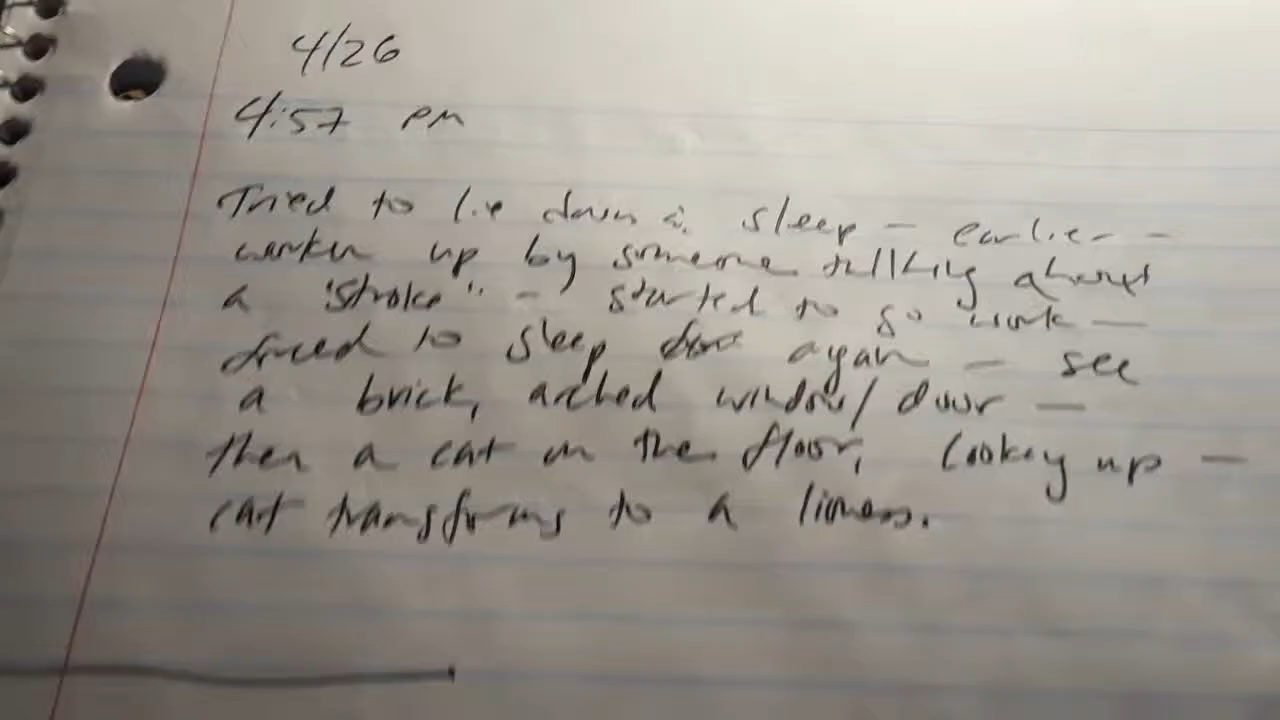 4/26
4:57 PM
Tried to lie down & sleep - earlier -
woken up by someone talking about
a "stroke" - started to go work -
tried to sleep again - see
a brick, arched window/door -
then a cat on the floor, looking up -
cat transforms to a lioness.